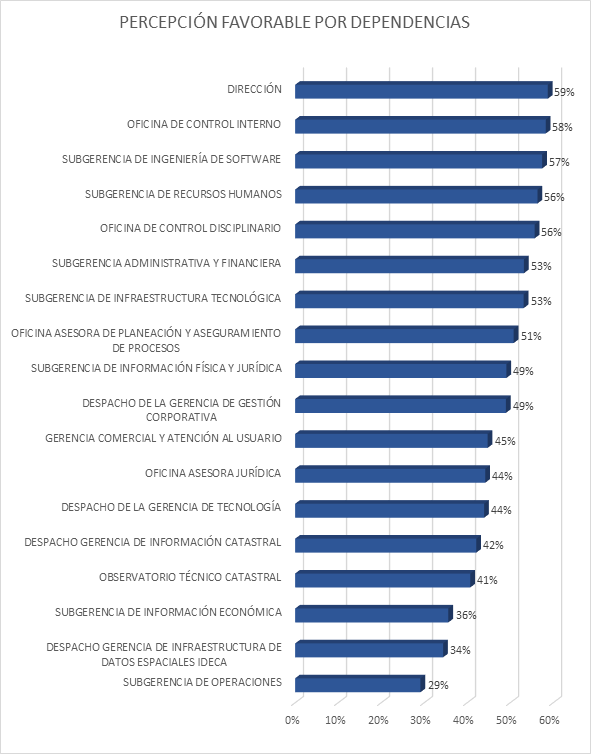 PERCEPCIÓN FAVORABLE POR DEPENDENCIAS
DIRECCIÓN
59%
OFICINA DE CONTROL INTERNO
58%
SUBGERENCIA DE INGENIERÍA DE SOFTWARE
57%
SUBGERENCIA DE RECURSOS HUMANOS
56%
OFICINA DE CONTROL DISCIPLINARIO
56%
SUBGERENCIA ADMINISTRATIVA Y FINANCIERA
53%
SUBGERENCIA DE INFRAESTRUCTURA TECNOLÓGICA
53%
OFICINA ASESORA DE PLANEACIÓN Y ASEGURAMIENTO
DE PROCESOS
51%
SUBGERENCIA DE INFORMACIÓN FÍSICA Y JURÍDICA
49%
DESPACHO DE LA GERENCIA DE GESTIÓN
CORPORATIVA
49%
GERENCIA COMERCIAL Y ATENCIÓN AL USUARIO
45%
OFICINA ASESORA JURÍDICA
44%
DESPACHO DE LA GERENCIA DE TECNOLOGÍA
44%
DESPACHO GERENCIA DE INFORMACIÓN CATASTRAL
42%
OBSERVATORIO TÉCNICO CATASTRAL
41%
SUBGERENCIA DE INFORMACIÓN ECONÓMICA
36%
DESPACHO GERENCIA DE INFRAESTRUCTURA DE
DATOS ESPACIALES IDECA
34%
SUBGERENCIA DE OPERACIONES
29%
0% 10% 20% 30% 40% 50% 60%